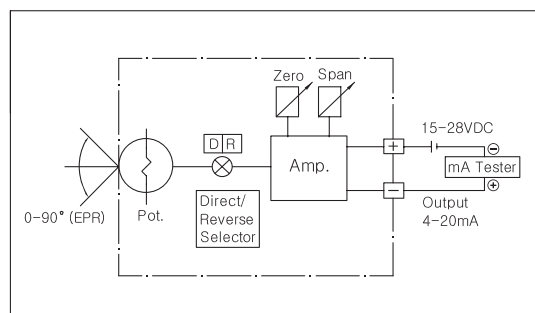 Zero Span
D R
+
15-28VDC
⊖
mA Tester
⊕
Amp.
−
0-90° (EPR)
Pot.
Direct/
Reverse
Selector
Output
4-20mA